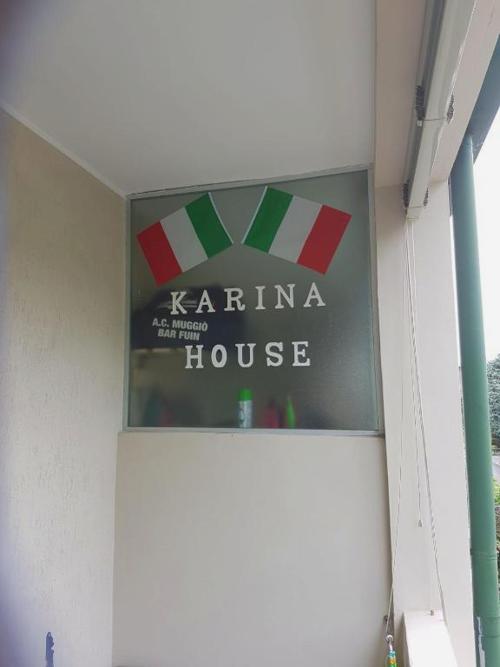 KARINA
A.C. MUGGIÒ
BAR FUIN
HOUSE